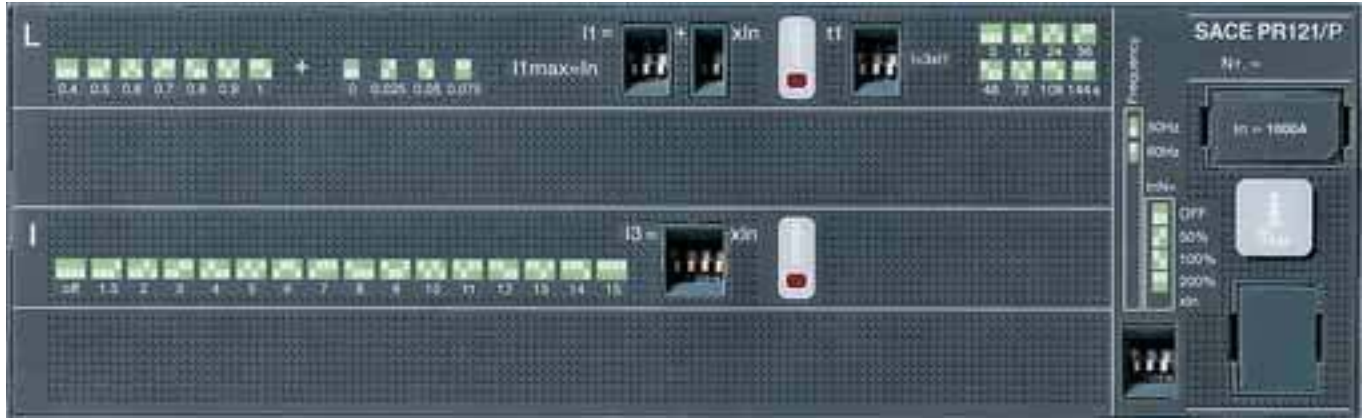 L
I1 =
+
xIn
t1
SACE PR121/P
0.4 0.5 0.6 0.7 0.8 0.9 1
+
0 0.025 0.05 0.075
I1max=In
3 12 24 36
48 72 108 144s
Frequency
Nr. =
50Hz
60Hz
In = 1600A
InN=
OFF
50%
100%
200%
xIn
I
I3 =
xIn
off 1.5 2 3 4 5 6 7 8 9 10 11 12 13 14 15